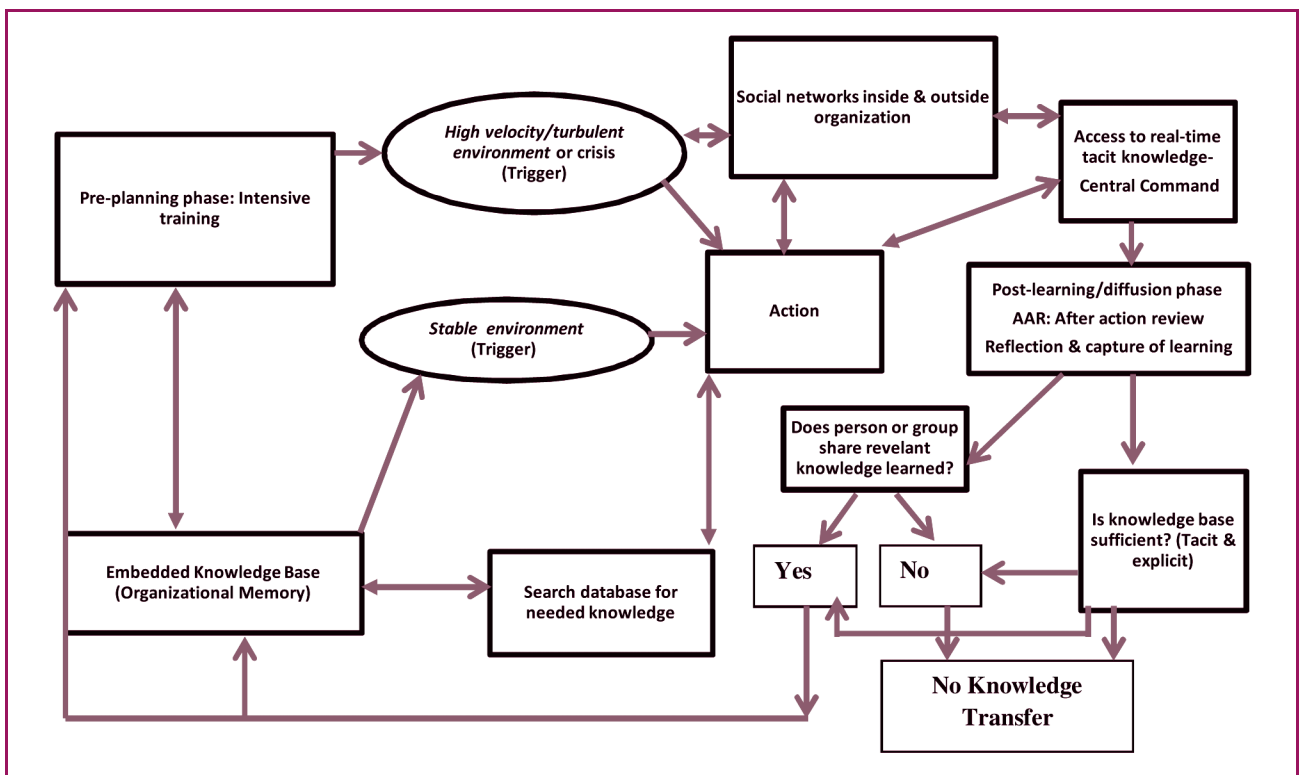 Social networks inside & outside
organization
High velocity/turbulent
environment or crisis
(Trigger)
Access to real-time
tacit knowledge-
Central Command
Pre-planning phase: Intensive
training
Post-learning/diffusion phase
AAR: After action review
Reflection & capture of learning
Action
Stable environment
(Trigger)
Does person or group
share revelant
knowledge learned?
Is knowledge base
sufficient? (Tacit &
explicit)
Yes
No
Embedded Knowledge Base
(Organizational Memory)
Search database for
needed knowledge
No Knowledge
Transfer